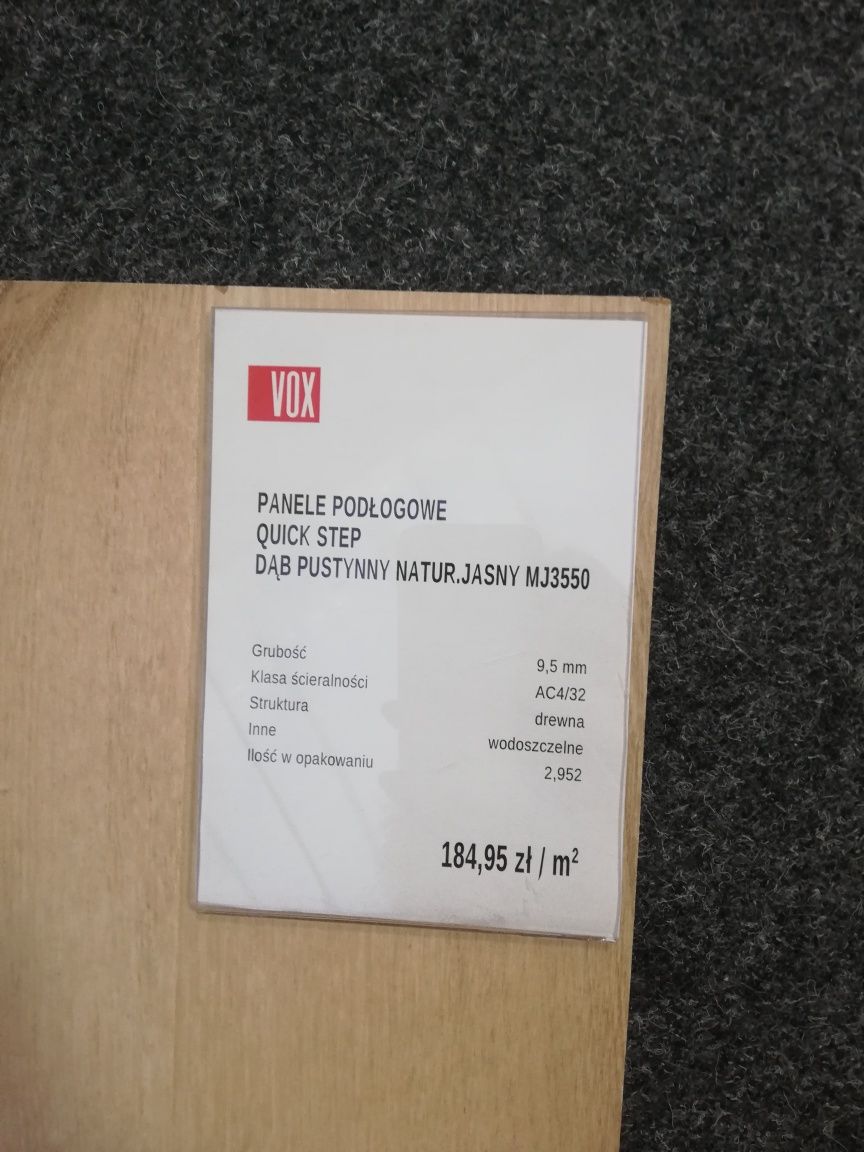 VOX
PANELE PODŁOGOWE
QUICK STEP
DĄB PUSTYNNY NATUR.JASNY MJ3550
Grubość 9,5 mm
Klasa ścieralności AC4/32
Struktura drewna
Inne wodoszczelne
Ilość w opakowaniu 2,952
184,95 zł / m²